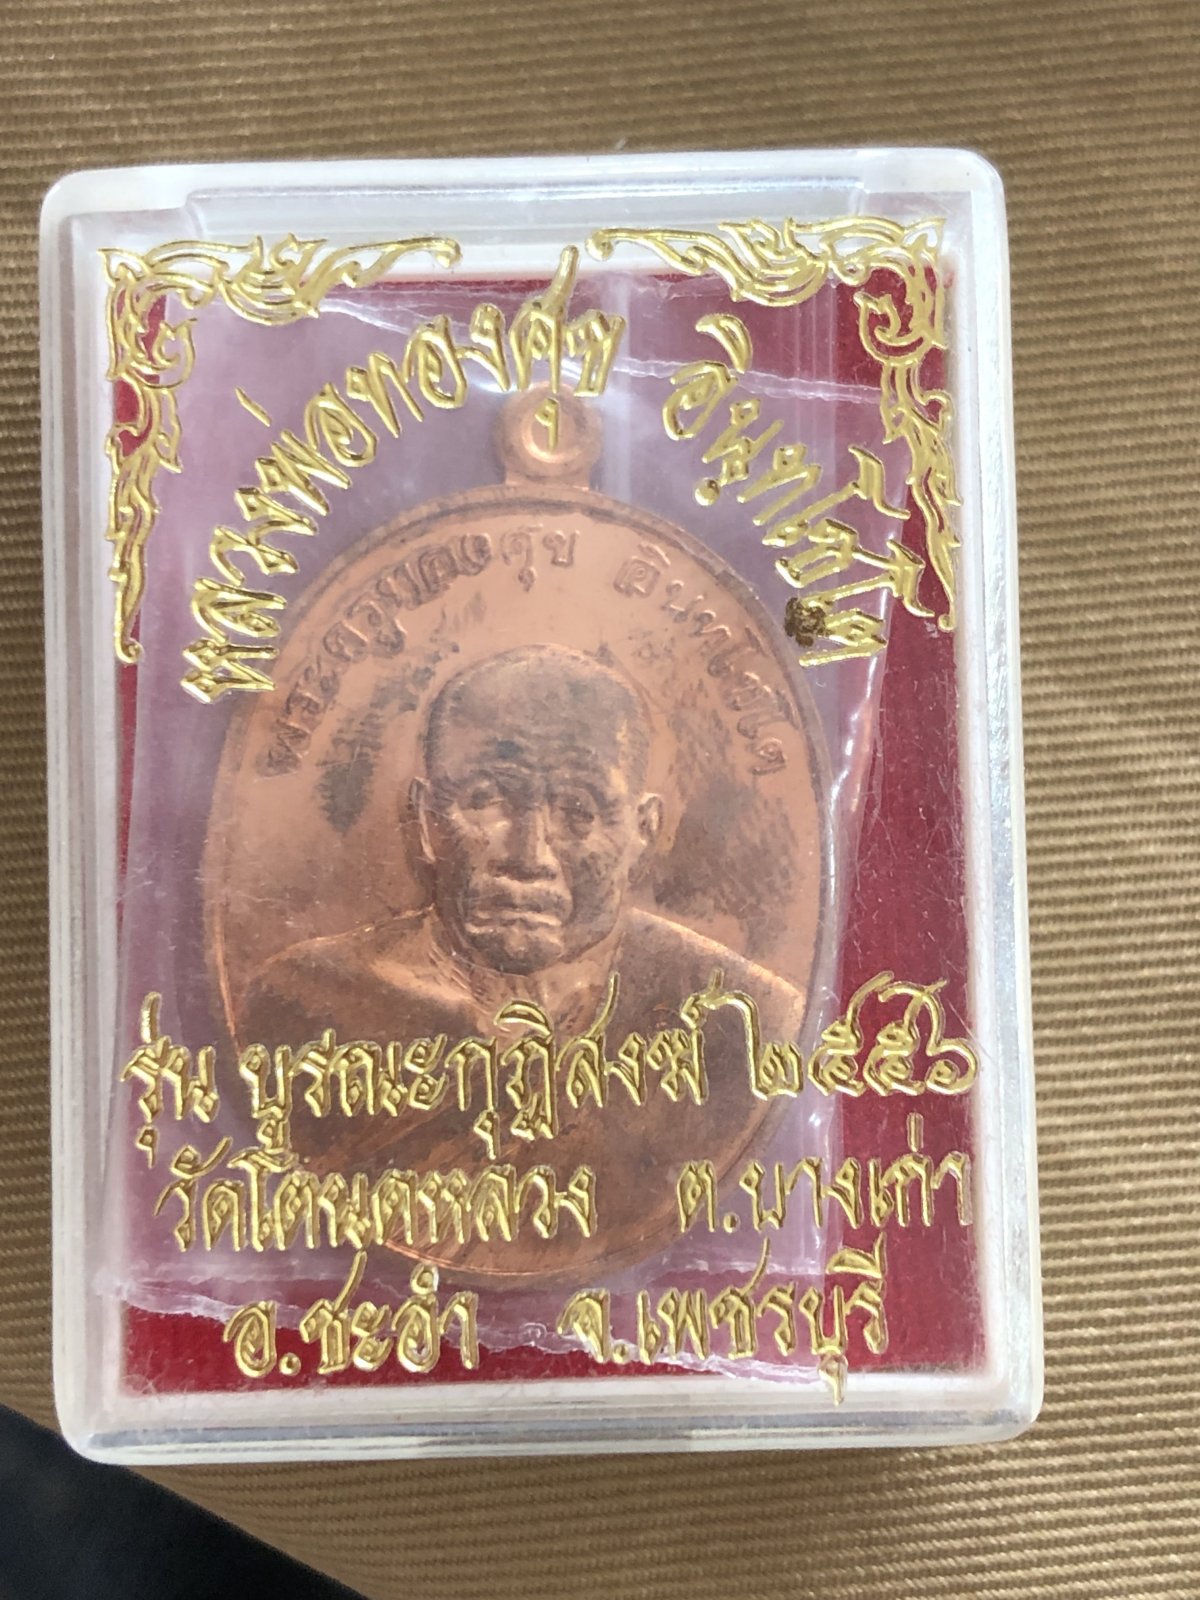 หลวงพ่อทองศุข อินฺทโชโต
พระครูทองศุข อินทโชโต
รุ่น บูรณะกุฏิสงฆ์ ๒๕๕๖
วัดโตนดหลวง ต.บางเก่า
อ.ชะอำ จ.เพชรบุรี